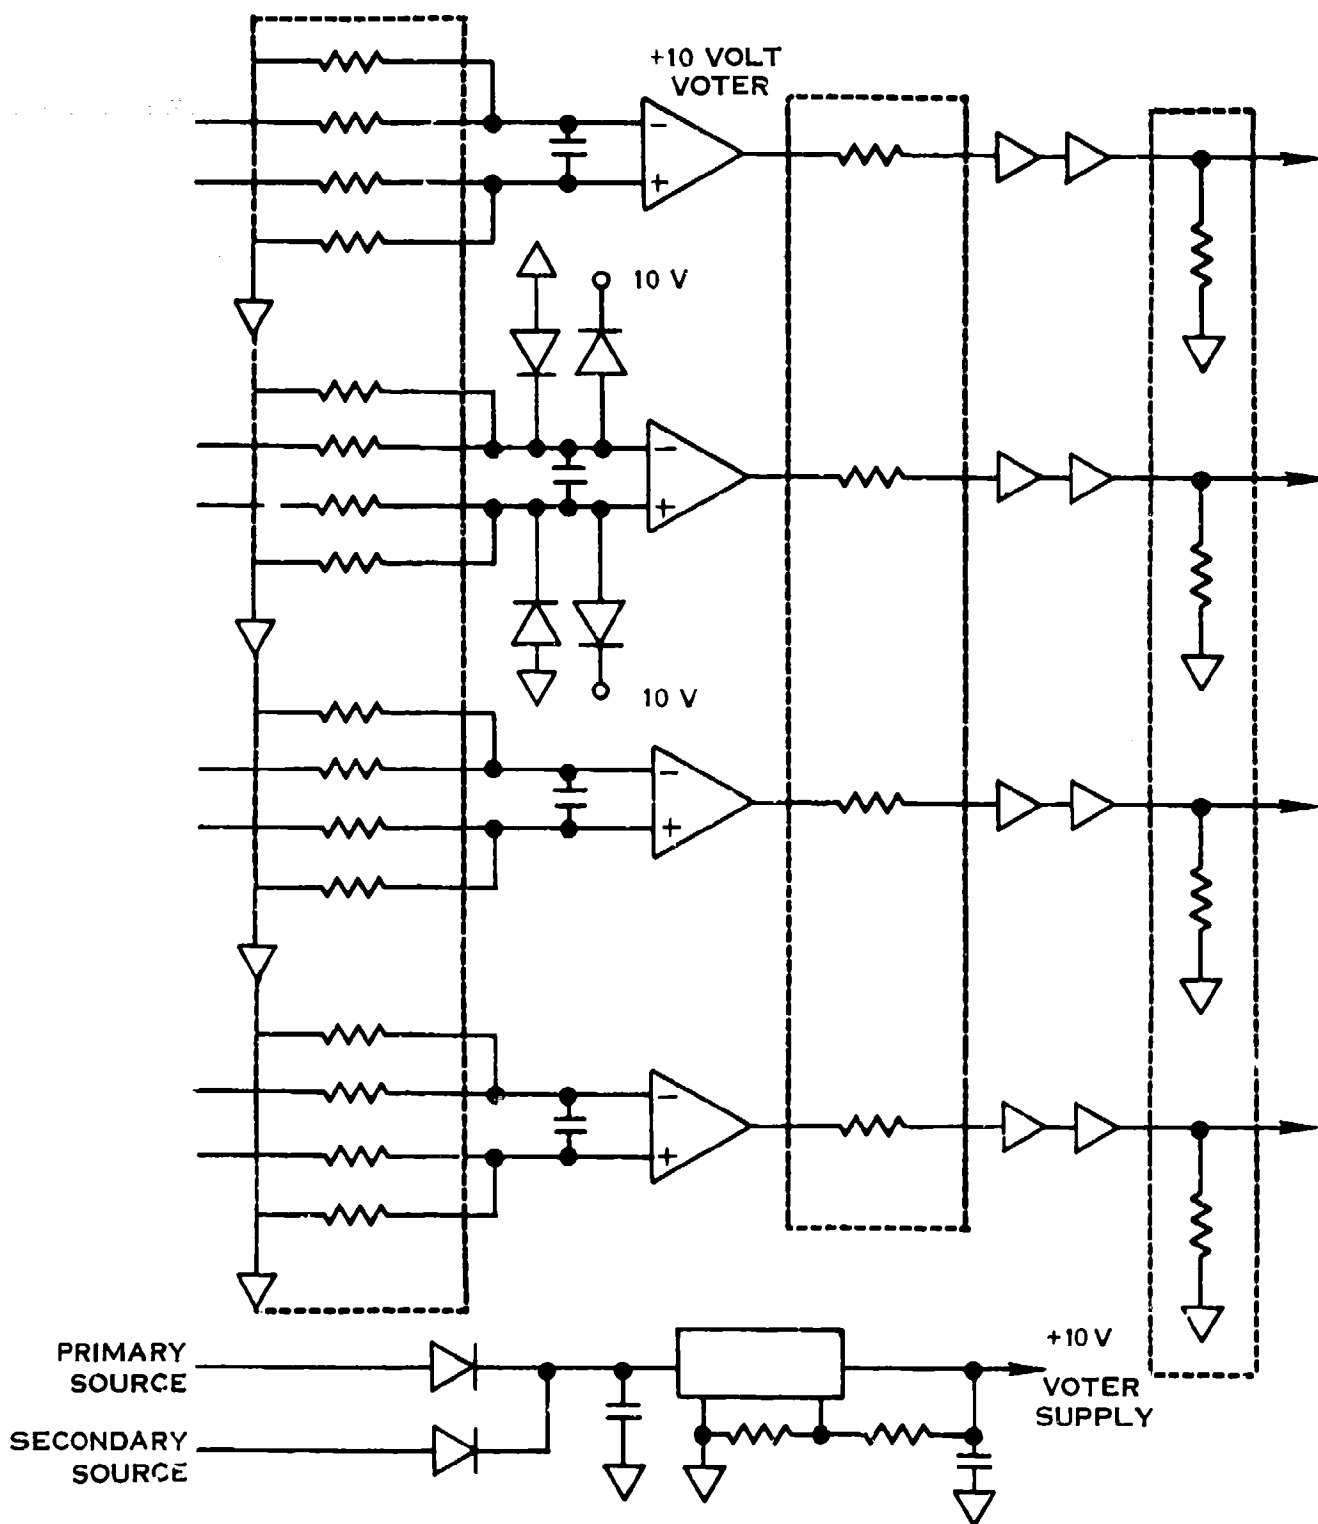 +10 VOLT
VOTER
−
+
10 V
−
+
10 V
−
+
−
+
PRIMARY
SOURCE
+10 V
VOTER
SUPPLY
SECONDARY
SOURCE